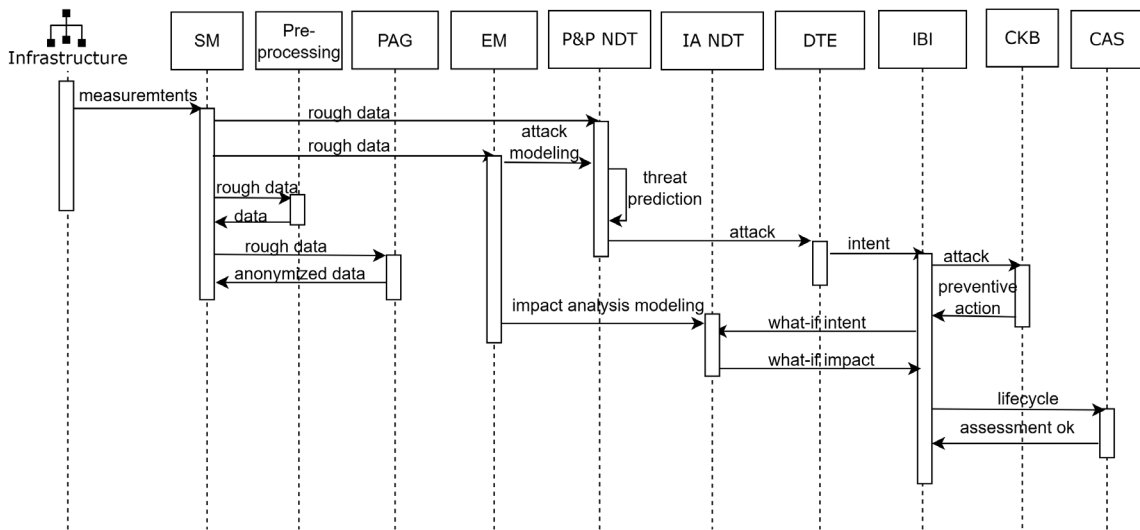 Infrastructure
SM
Pre-
processing
PAG
EM
P&P NDT
IA NDT
DTE
IBI
CKB
CAS
measuremtents
rough data
attack
modeling
rough data
threat
prediction
rough data
data
attack
intent
rough data
attack
anonymized data
preventive
action
impact analysis modeling
what-if intent
what-if impact
lifecycle
assessment ok